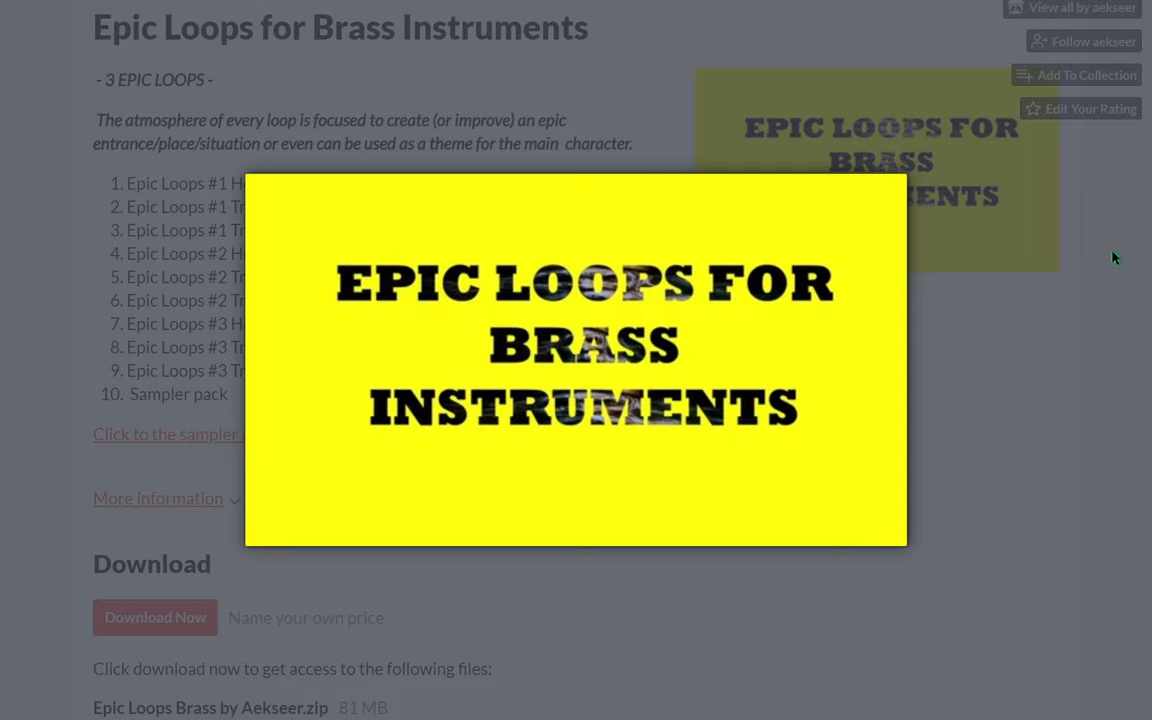 Epic Loops for Brass Instruments
View all by aekseer
Follow aekseer
Add To Collection
Edit Your Rating
- 3 EPIC LOOPS -
The atmosphere of every loop is focused to create (or improve) an epic
entrance/place/situation or even can be used as a theme for the main character.
EPIC LOOPS FOR
BRASS
1. Epic Loops #1
2. Epic Loops #1
3. Epic Loops #1
4. Epic Loops #2
5. Epic Loops #2
6. Epic Loops #2
7. Epic Loops #3
8. Epic Loops #3
9. Epic Loops #3
10. Sampler pack
EPIC LOOPS FOR
BRASS
INSTRUMENTS
Click to the sampler
More information
Download
Download Now Name your own price
Click download now to get access to the following files:
Epic Loops Brass by Aekseer.zip 81 MB